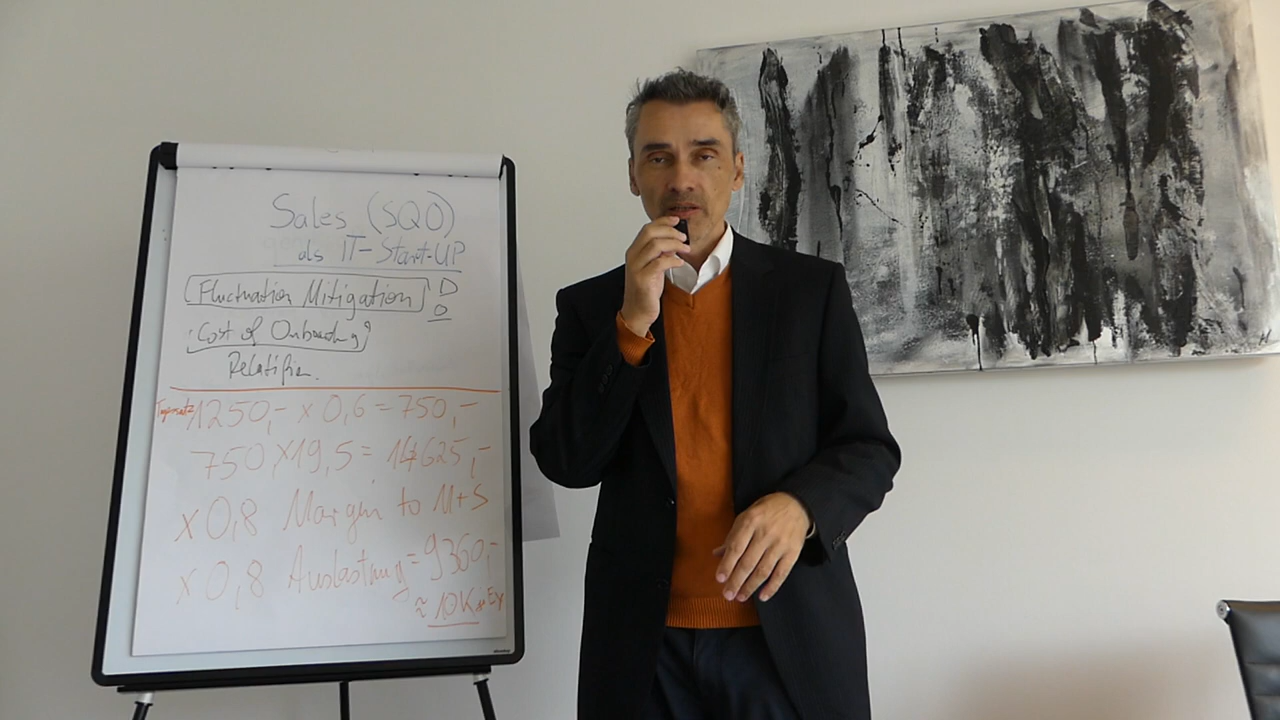 Sales (SQO)
als IT-Start-UP
Fluctuation Mitigation
Cost of Onboarding
Tagessatz 1250,- x 0,6 = 750,-
750 x 19,5 = 14625,-
x 0,8 Margin to M+S
x 0,8 Auslastung = 9360,-
≈ 10K